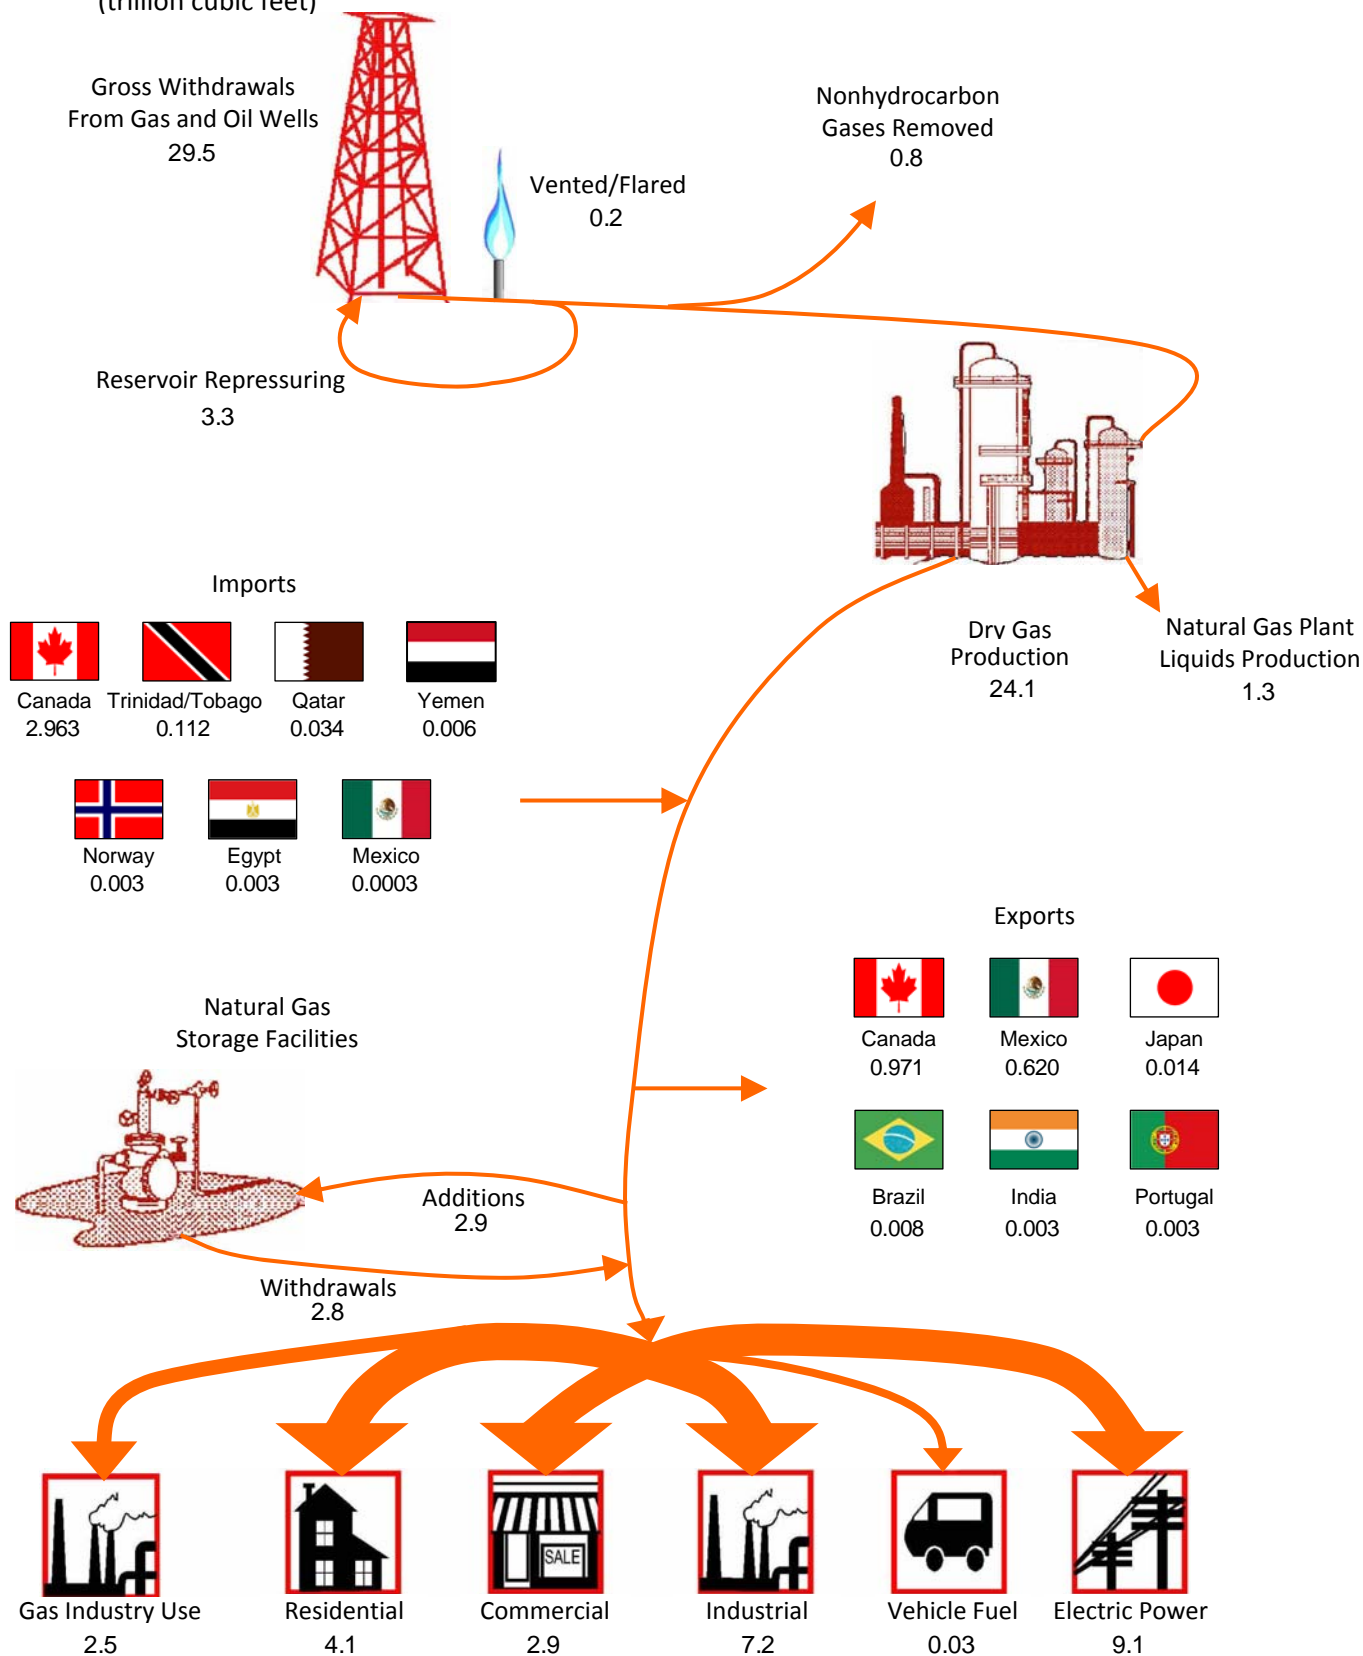 (trillion cubic feet)
Gross Withdrawals
From Gas and Oil Wells
29.5
Nonhydrocarbon
Gases Removed
0.8
Vented/Flared
0.2
Reservoir Repressuring
3.3
Dry Gas
Production
24.1
Natural Gas Plant
Liquids Production
1.3
Imports
Canada Trinidad/Tobago Qatar Yemen
2.963 0.112 0.034 0.006
Norway Egypt Mexico
0.003 0.003 0.0003
Exports
Canada Mexico Japan
0.971 0.620 0.014
Brazil India Portugal
0.008 0.003 0.003
Natural Gas
Storage Facilities
Additions
2.9
Withdrawals
2.8
SALE
Gas Industry Use Residential Commercial Industrial Vehicle Fuel Electric Power
2.5 4.1 2.9 7.2 0.03 9.1